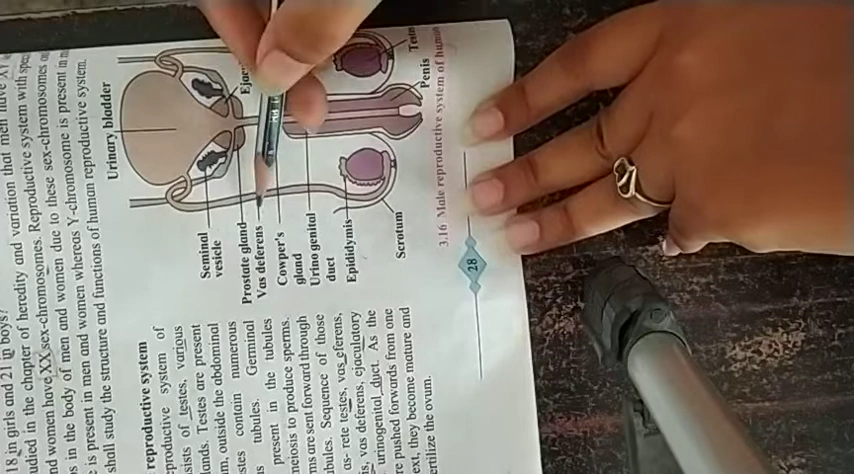 18 in girls and 21 in boys?
udied in the chapter of heredity and variation that men have
nd women have XX sex-chromosomes. Reproductive system with
s in the body of men and women due to these sex-chromosomes
is present in men and women whereas Y-chromosome is present in
shall study the structure and functions of human reproductive system.
reproductive system
productive system of
sists of testes, various
lands. Testes are present
m, outside the abdominal
stes contain numerous
s tubules. Germinal
present in the tubules
meiosis to produce sperms.
ms are sent forward through
bules. Sequence of those
as- rete testes, vas eferens,
is, vas deferens, ejaculatory
urinogenital duct. As the
re pushed forwards from one
ext, they become mature and
ertilize the ovum.
Urinary bladder
Seminal
vesicle
Prostate gland
Vas deferens
Cowper's
gland
Urino genital
duct
Epididymis
Scrotum
Ejac
Testis
Penis
3.16 Male reproductive system of human
28